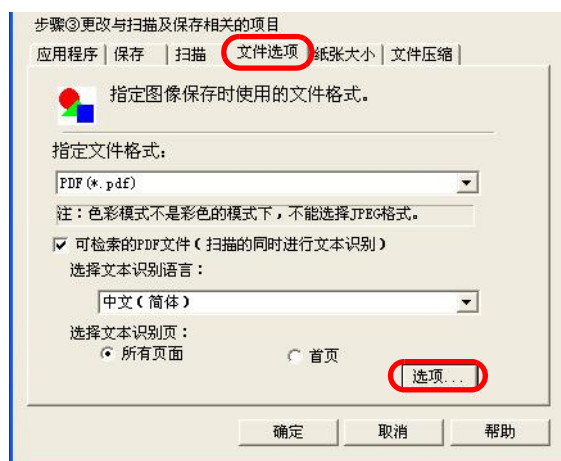 步骤③更改与扫描及保存相关的项目
应用程序 保存 扫描 文件选项 纸张大小 文件压缩
指定图像保存时使用的文件格式。
指定文件格式：
PDF(*.pdf)
注：色彩模式不是彩色的模式下，不能选择JPEG格式。
可检索的PDF文件(扫描的同时进行文本识别)
选择文本识别语言：
中文(简体)
选择文本识别页：
所有页面 首页
选项...
确定 取消 帮助